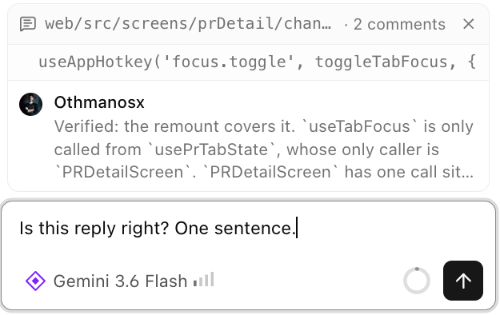 web/src/screens/prDetail/chan… · 2 comments
useAppHotkey('focus.toggle', toggleTabFocus, {
Othmanosx
Verified: the remount covers it. `useTabFocus` is only
called from `usePrTabState`, whose only caller is
`PRDetailScreen`. `PRDetailScreen` has one call sit…
Is this reply right? One sentence.
Gemini 3.6 Flash